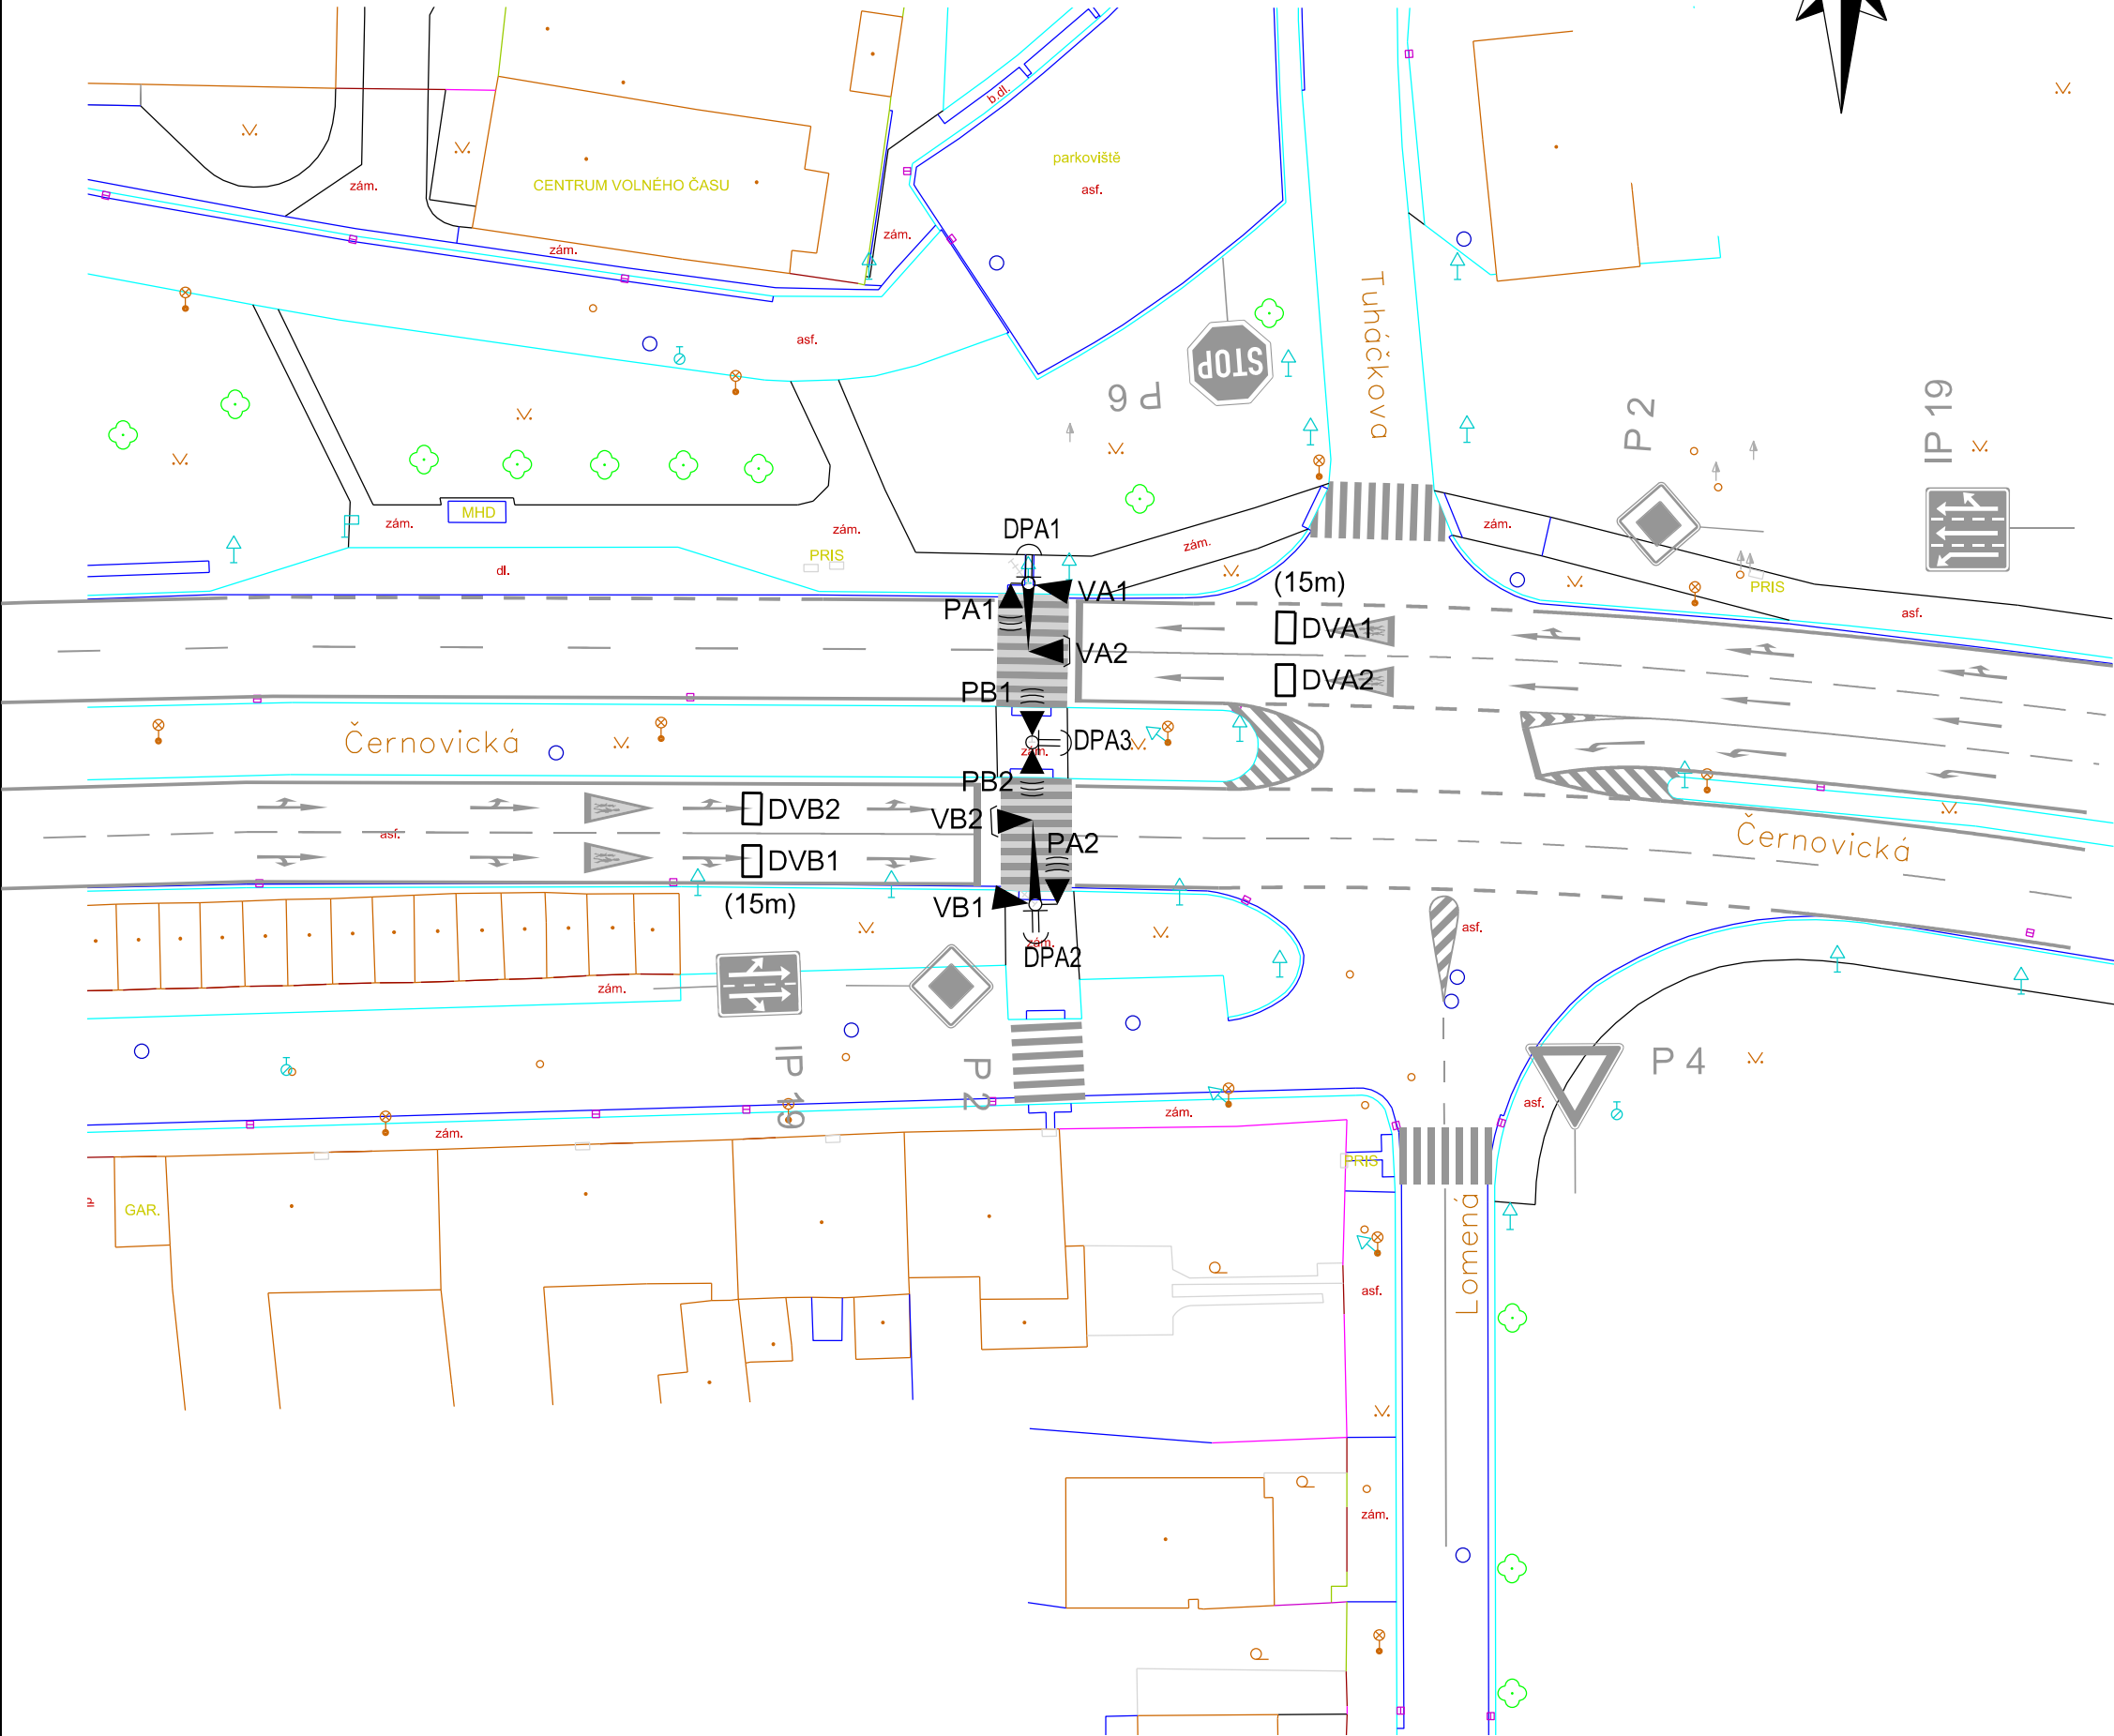 b.dl.
parkoviště
asf.
zám.
CENTRUM VOLNÉHO ČASU
zám.
zám.
Tuháčkova
asf.
STOP
P 6
P 2
IP 19
MHD
zám.
zám.
DPA1
zám.
zám.
PRIS
dl.
(15m)
PRIS
asf.
PA1
VA1
DVA1
VA2
DVA2
PB1
Černovická
DPA3
zám.
PB2
DVB2
VB2
asf.
PA2
Černovická
DVB1
(15m)
VB1
asf.
zám.
DPA2
zám.
IP 19
P 2
P 4
asf.
zám.
zám.
PRIS
GAR.
Lomená
asf.
zám.